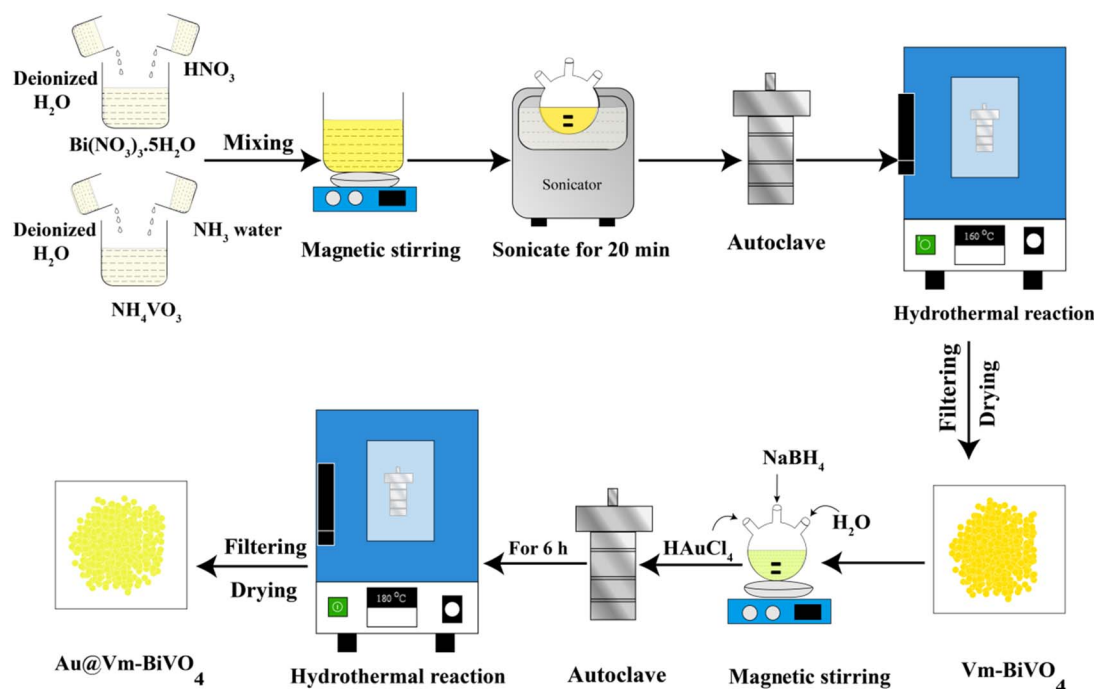 Deionized
H₂O
HNO₃
Bi(NO₃)₃.5H₂O
Deionized
H₂O
NH₃ water
NH₄VO₃
Mixing
Magnetic stirring
Sonicator
Sonicate for 20 min
Autoclave
160 °C
Hydrothermal reaction
Filtering
Drying
Vm-BiVO₄
NaBH₄
H₂O
HAuCl₄
Magnetic stirring
Autoclave
For 6 h
180 °C
Hydrothermal reaction
Filtering
Drying
Au@Vm-BiVO₄